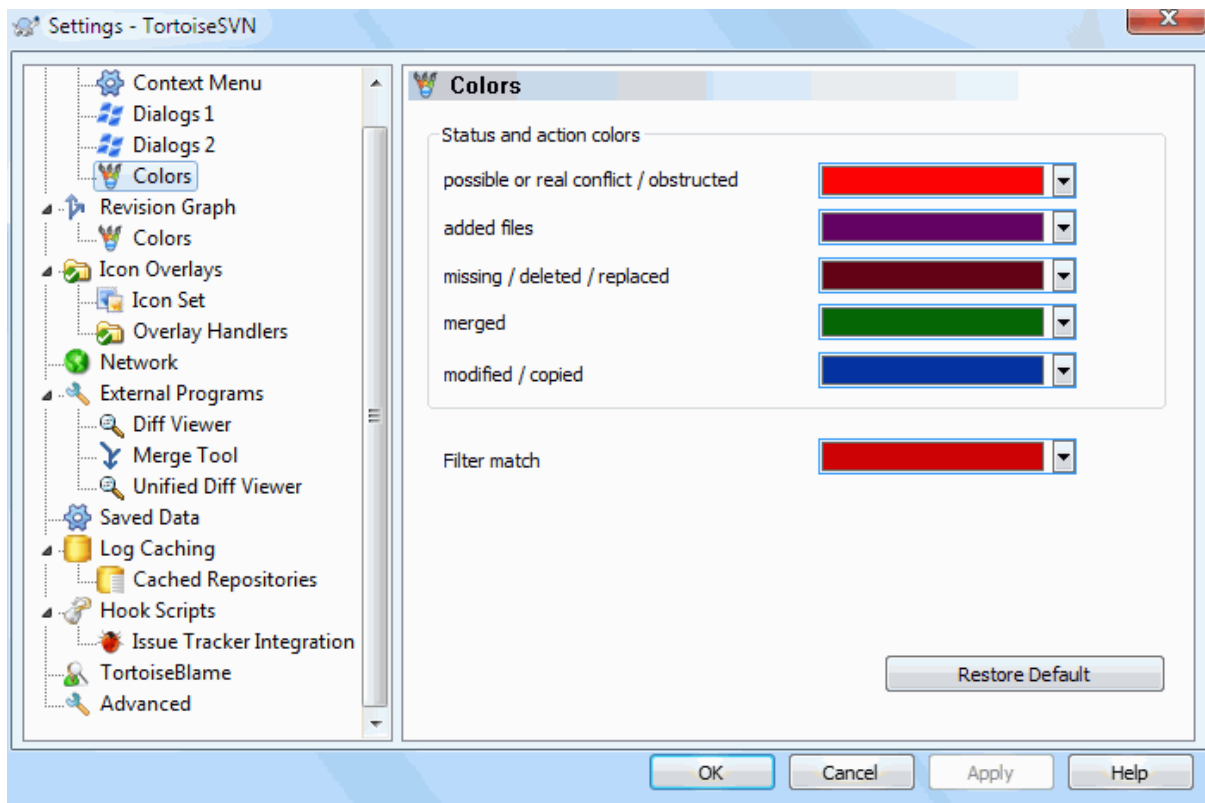 Settings - TortoiseSVN
Context Menu
Dialogs 1
Dialogs 2
Colors
Revision Graph
Colors
Icon Overlays
Icon Set
Overlay Handlers
Network
External Programs
Diff Viewer
Merge Tool
Unified Diff Viewer
Saved Data
Log Caching
Cached Repositories
Hook Scripts
Issue Tracker Integration
TortoiseBlame
Advanced
Colors
Status and action colors
possible or real conflict / obstructed
added files
missing / deleted / replaced
merged
modified / copied
Filter match
Restore Default
OK
Cancel
Apply
Help